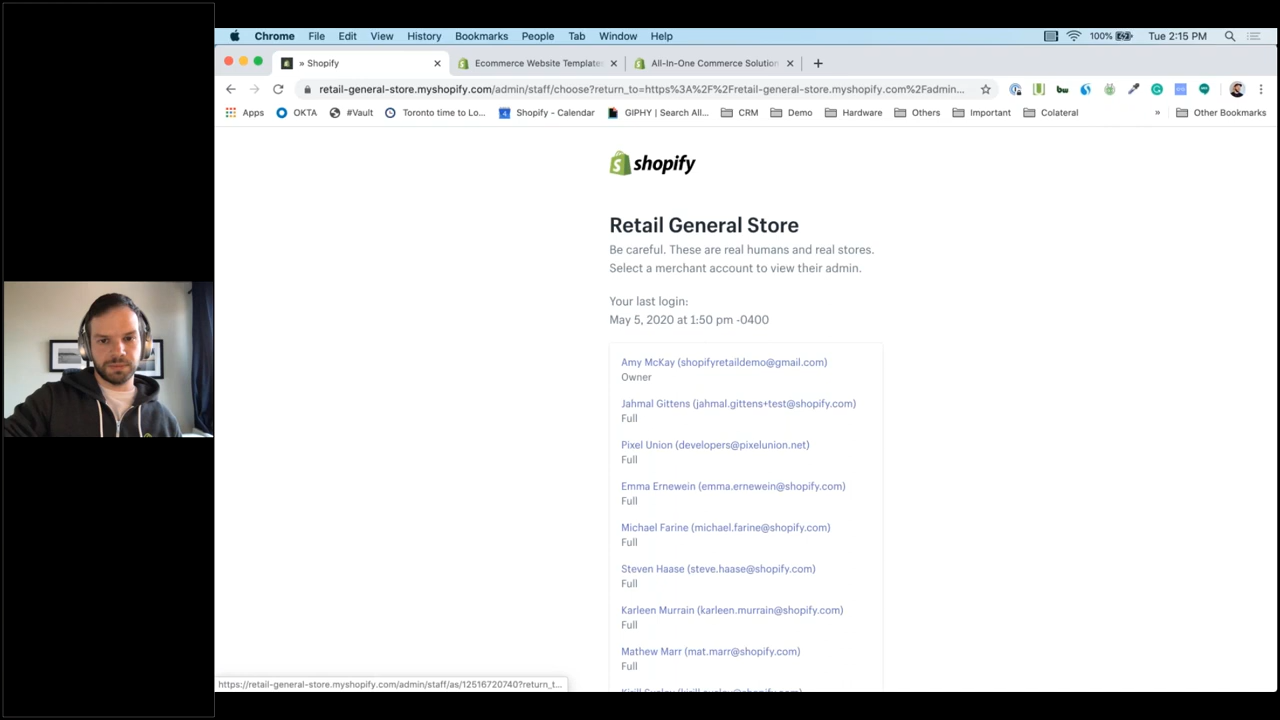 Chrome File Edit View History Bookmarks People Tab Window Help 100% Tue 2:15 PM
» Shopify Ecommerce Website Templates All-In-One Commerce Solution
retail-general-store.myshopify.com/admin/staff/choose?return_to=https%3A%2F%2Fretail-general-store.myshopify.com%2Fadmin...
Apps OKTA #Vault Toronto time to Lo... Shopify - Calendar GIPHY | Search All... CRM Demo Hardware Others Important Colateral » Other Bookmarks
shopify
Retail General Store
Be careful. These are real humans and real stores.
Select a merchant account to view their admin.
Your last login:
May 5, 2020 at 1:50 pm -0400
Amy McKay (shopifyretaildemo@gmail.com)
Owner
Jahmal Gittens (jahmal.gittens+test@shopify.com)
Full
Pixel Union (developers@pixelunion.net)
Full
Emma Ernewein (emma.ernewein@shopify.com)
Full
Michael Farine (michael.farine@shopify.com)
Full
Steven Haase (steve.haase@shopify.com)
Full
Karleen Murrain (karleen.murrain@shopify.com)
Full
Mathew Marr (mat.marr@shopify.com)
Full
https://retail-general-store.myshopify.com/admin/staff/as/12516720740?return_t...